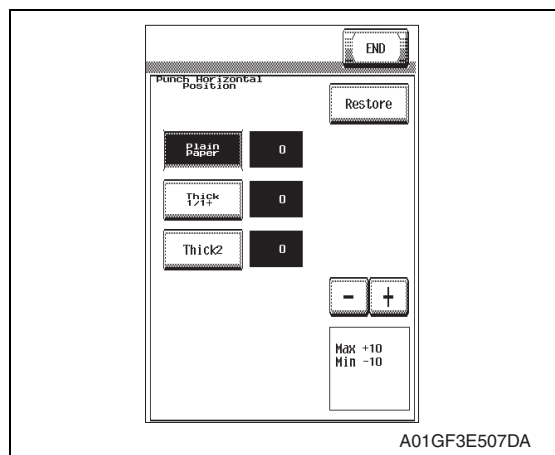 END
Punch Horizontal
Position
Restore
Plain
Paper
0
Thick
1/1+
0
Thick2
0
- +
Max +10
Min -10
A01GF3E507DA